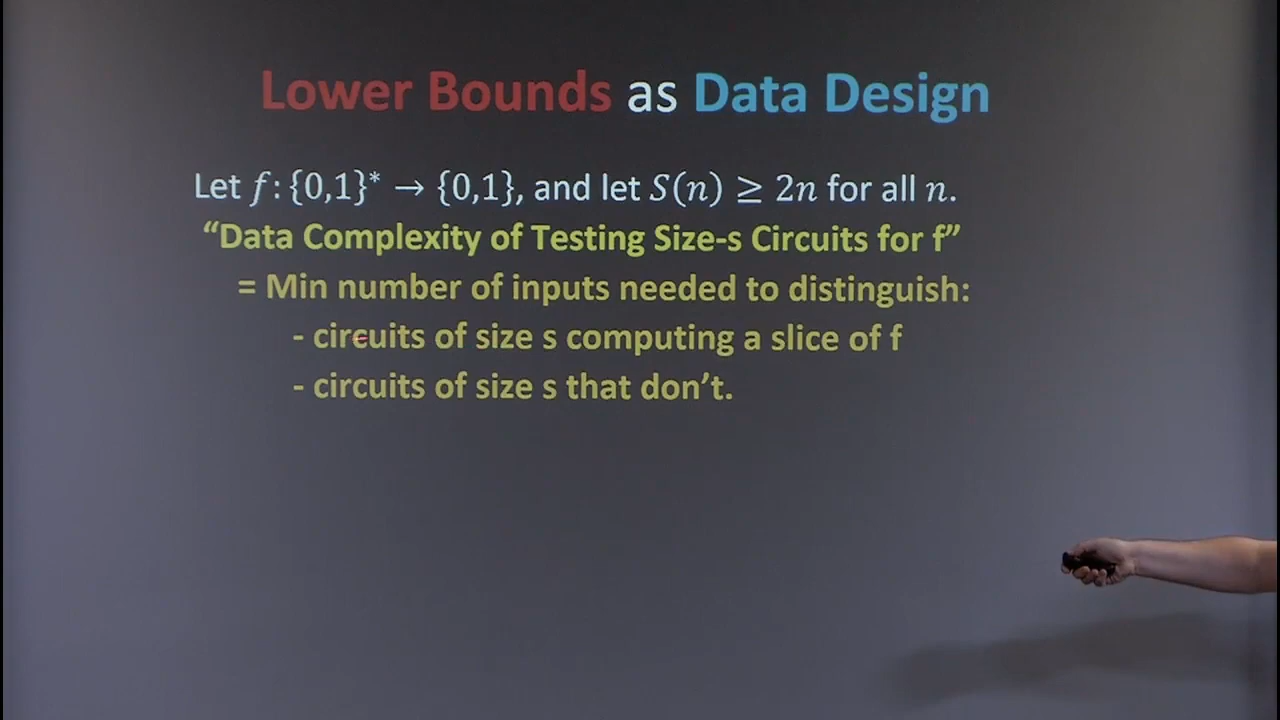 Lower Bounds as Data Design
Let f: {0,1}* → {0,1}, and let S(n) ≥ 2n for all n.
“Data Complexity of Testing Size-s Circuits for f”
= Min number of inputs needed to distinguish:
- circuits of size s computing a slice of f
- circuits of size s that don’t.